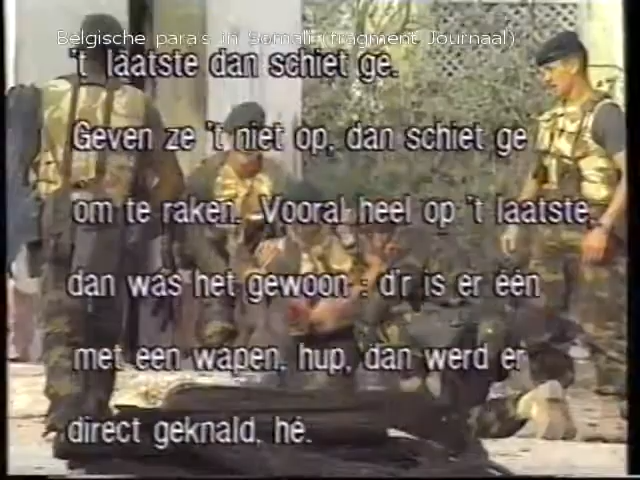 Belgische para's in Somali (fragment Journaal)
't laatste dan schiet ge.
Geven ze 't niet op, dan schiet ge
om te raken. Vooral heel op 't laatste,
dan was het gewoon : d'r is er één
met een wapen, hup, dan werd er
direct geknald, hé.